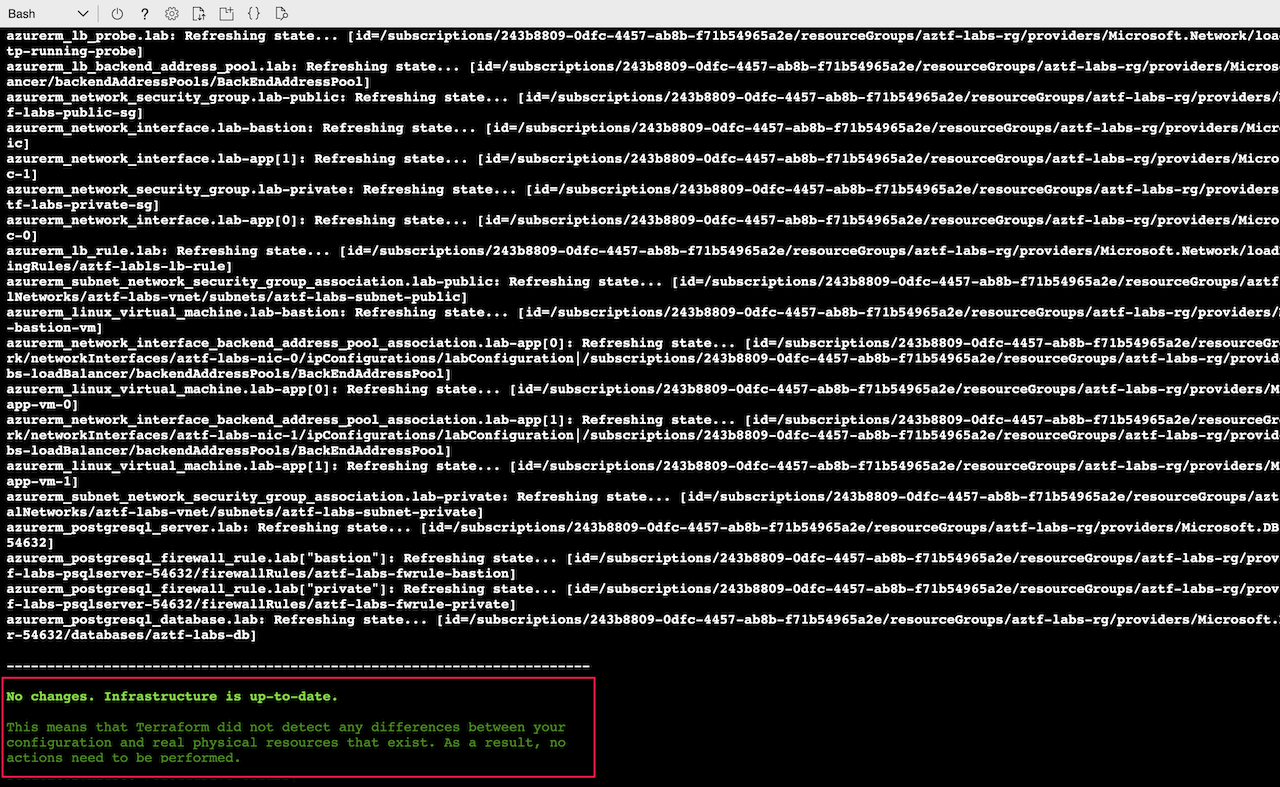 Bash
azurerm_lb_probe.lab: Refreshing state... [id=/subscriptions/243b8809-0dfc-4457-ab8b-f71b54965a2e/resourceGroups/aztf-labs-rg/providers/Microsoft.Network/loa
tp-running-probe]
azurerm_lb_backend_address_pool.lab: Refreshing state... [id=/subscriptions/243b8809-0dfc-4457-ab8b-f71b54965a2e/resourceGroups/aztf-labs-rg/providers/Micros
ancer/backendAddressPools/BackEndAddressPool]
azurerm_network_security_group.lab-public: Refreshing state... [id=/subscriptions/243b8809-0dfc-4457-ab8b-f71b54965a2e/resourceGroups/aztf-labs-rg/providers/
f-labs-public-sg]
azurerm_network_interface.lab-bastion: Refreshing state... [id=/subscriptions/243b8809-0dfc-4457-ab8b-f71b54965a2e/resourceGroups/aztf-labs-rg/providers/Micr
ic]
azurerm_network_interface.lab-app[1]: Refreshing state... [id=/subscriptions/243b8809-0dfc-4457-ab8b-f71b54965a2e/resourceGroups/aztf-labs-rg/providers/Micro
c-1]
azurerm_network_security_group.lab-private: Refreshing state... [id=/subscriptions/243b8809-0dfc-4457-ab8b-f71b54965a2e/resourceGroups/aztf-labs-rg/providers
tf-labs-private-sg]
azurerm_network_interface.lab-app[0]: Refreshing state... [id=/subscriptions/243b8809-0dfc-4457-ab8b-f71b54965a2e/resourceGroups/aztf-labs-rg/providers/Micro
c-0]
azurerm_lb_rule.lab: Refreshing state... [id=/subscriptions/243b8809-0dfc-4457-ab8b-f71b54965a2e/resourceGroups/aztf-labs-rg/providers/Microsoft.Network/load
ingRules/aztf-labls-lb-rule]
azurerm_subnet_network_security_group_association.lab-public: Refreshing state... [id=/subscriptions/243b8809-0dfc-4457-ab8b-f71b54965a2e/resourceGroups/aztf
lNetworks/aztf-labs-vnet/subnets/aztf-labs-subnet-public]
azurerm_linux_virtual_machine.lab-bastion: Refreshing state... [id=/subscriptions/243b8809-0dfc-4457-ab8b-f71b54965a2e/resourceGroups/aztf-labs-rg/providers/
-bastion-vm]
azurerm_network_interface_backend_address_pool_association.lab-app[0]: Refreshing state... [id=/subscriptions/243b8809-0dfc-4457-ab8b-f71b54965a2e/resourceGr
rk/networkInterfaces/aztf-labs-nic-0/ipConfigurations/labConfiguration|/subscriptions/243b8809-0dfc-4457-ab8b-f71b54965a2e/resourceGroups/aztf-labs-rg/provid
bs-loadBalancer/backendAddressPools/BackEndAddressPool]
azurerm_linux_virtual_machine.lab-app[0]: Refreshing state... [id=/subscriptions/243b8809-0dfc-4457-ab8b-f71b54965a2e/resourceGroups/aztf-labs-rg/providers/M
app-vm-0]
azurerm_network_interface_backend_address_pool_association.lab-app[1]: Refreshing state... [id=/subscriptions/243b8809-0dfc-4457-ab8b-f71b54965a2e/resourceGr
rk/networkInterfaces/aztf-labs-nic-1/ipConfigurations/labConfiguration|/subscriptions/243b8809-0dfc-4457-ab8b-f71b54965a2e/resourceGroups/aztf-labs-rg/provid
bs-loadBalancer/backendAddressPools/BackEndAddressPool]
azurerm_linux_virtual_machine.lab-app[1]: Refreshing state... [id=/subscriptions/243b8809-0dfc-4457-ab8b-f71b54965a2e/resourceGroups/aztf-labs-rg/providers/M
app-vm-1]
azurerm_subnet_network_security_group_association.lab-private: Refreshing state... [id=/subscriptions/243b8809-0dfc-4457-ab8b-f71b54965a2e/resourceGroups/azt
alNetworks/aztf-labs-vnet/subnets/aztf-labs-subnet-private]
azurerm_postgresql_server.lab: Refreshing state... [id=/subscriptions/243b8809-0dfc-4457-ab8b-f71b54965a2e/resourceGroups/aztf-labs-rg/providers/Microsoft.DB
54632]
azurerm_postgresql_firewall_rule.lab["bastion"]: Refreshing state... [id=/subscriptions/243b8809-0dfc-4457-ab8b-f71b54965a2e/resourceGroups/aztf-labs-rg/prov
f-labs-psqlserver-54632/firewallRules/aztf-labs-fwrule-bastion]
azurerm_postgresql_firewall_rule.lab["private"]: Refreshing state... [id=/subscriptions/243b8809-0dfc-4457-ab8b-f71b54965a2e/resourceGroups/aztf-labs-rg/prov
f-labs-psqlserver-54632/firewallRules/aztf-labs-fwrule-private]
azurerm_postgresql_database.lab: Refreshing state... [id=/subscriptions/243b8809-0dfc-4457-ab8b-f71b54965a2e/resourceGroups/aztf-labs-rg/providers/Microsoft.
r-54632/databases/aztf-labs-db]
------------------------------------------------------------------------
No changes. Infrastructure is up-to-date.
This means that Terraform did not detect any differences between your
configuration and real physical resources that exist. As a result, no
actions need to be performed.